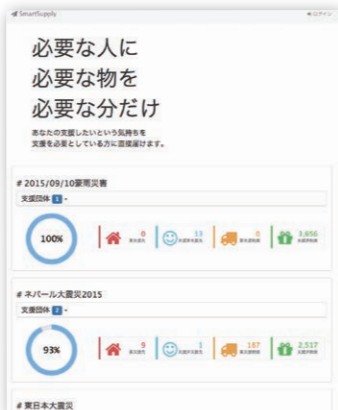 SmartSupply
ログイン
必要な人に
必要な物を
必要な分だけ
あなたの支援したいという気持ちを
支援を必要としている方に直接届けます。
# 2015/09/10豪雨災害
支援団体 1
100%
0
13
0
3,656
# ネパール大震災2015
支援団体 2
93%
9
1
187
2,517
# 東日本大震災